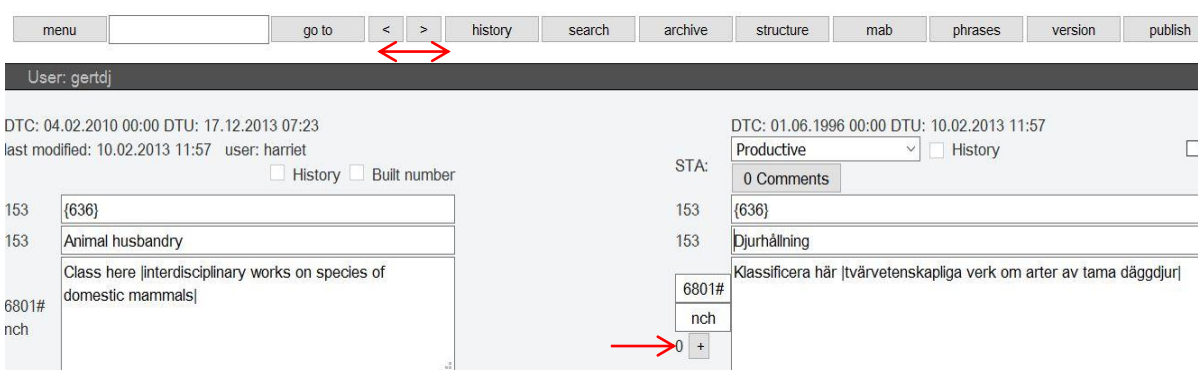 menu go to < > history search archive structure mab phrases version publish
User: gertdj
DTC: 04.02.2010 00:00 DTU: 17.12.2013 07:23
last modified: 10.02.2013 11:57 user: harriet
History Built number
153 {636}
153 Animal husbandry
6801# nch
Class here |interdisciplinary works on species of
domestic mammals|
DTC: 01.06.1996 00:00 DTU: 10.02.2013 11:57
STA: Productive History
0 Comments
153 {636}
153 Djurhållning
6801#
nch
0 +
Klassificera här |tvärvetenskapliga verk om arter av tama däggdjur|